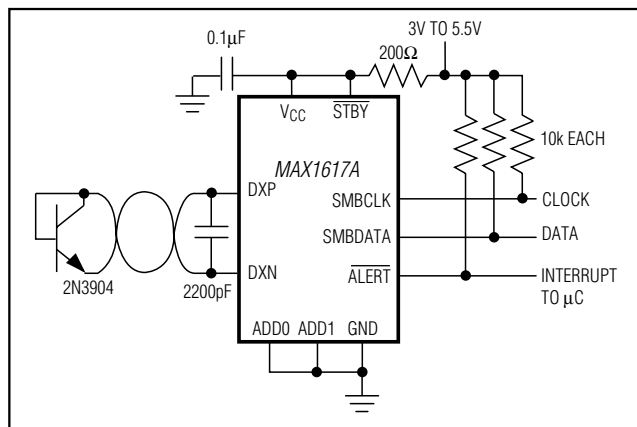 3V TO 5.5V
0.1μF
200Ω
VCC
STBY
10k EACH
MAX1617A
DXP
SMBCLK
CLOCK
SMBDATA
DATA
2N3904
2200pF
DXN
ALERT
INTERRUPT
TO μC
ADD0 ADD1 GND